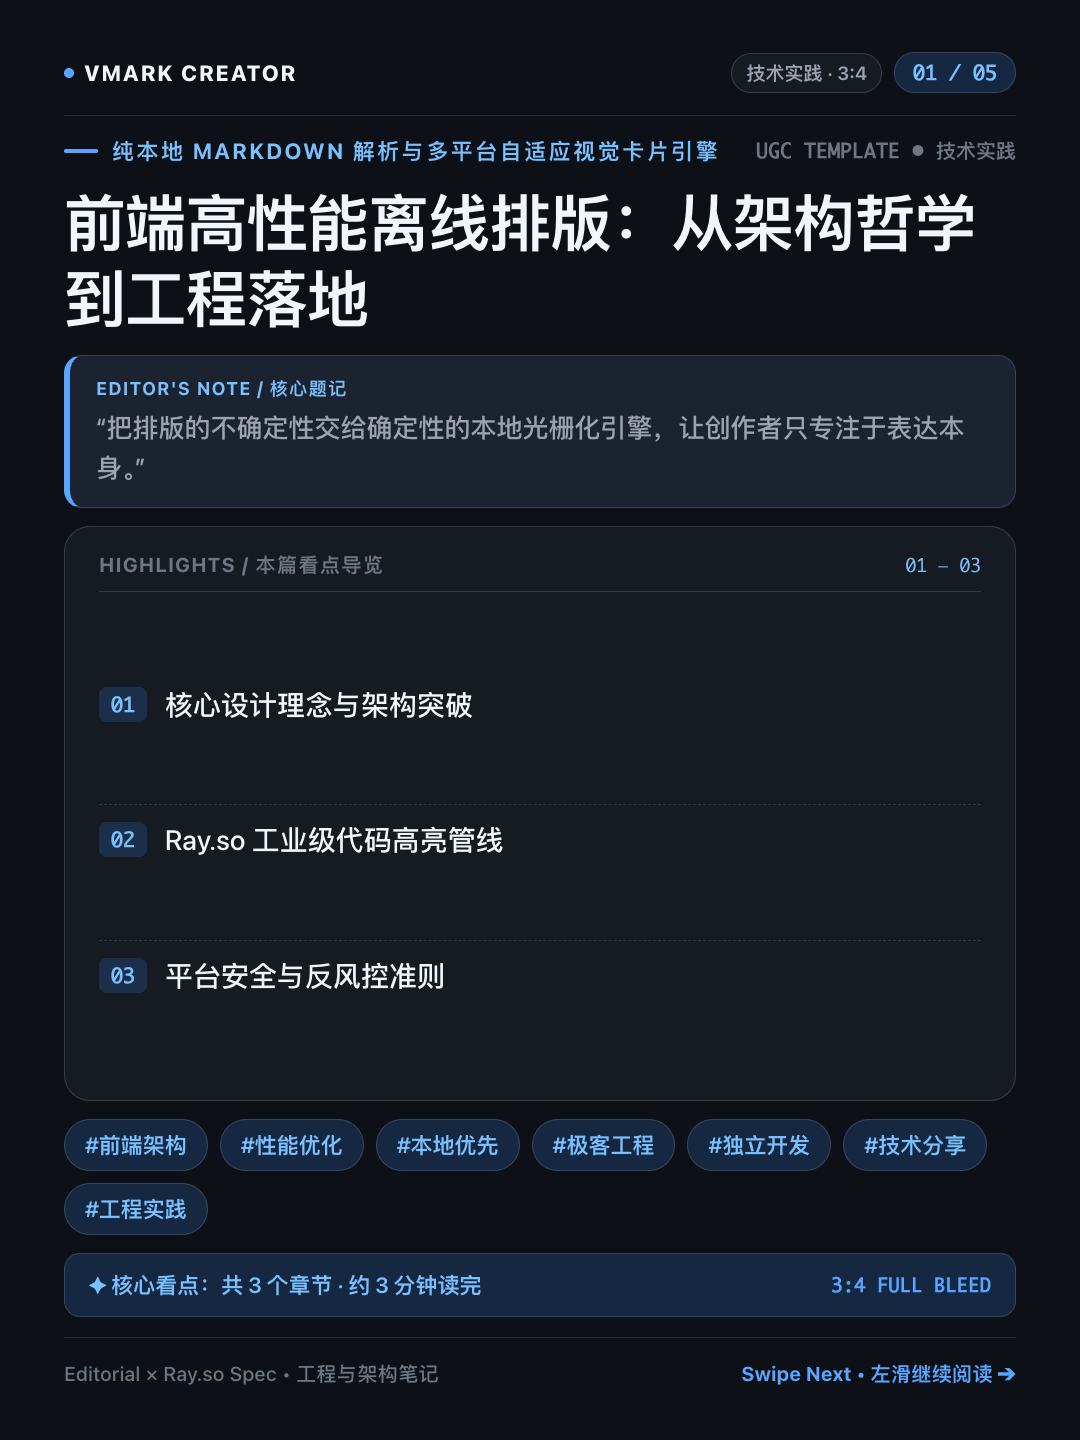 VMARK CREATOR
技术实践 · 3:4
01 / 05
纯本地 MARKDOWN 解析与多平台自适应视觉卡片引擎
UGC TEMPLATE ● 技术实践
前端高性能离线排版：从架构哲学
到工程落地
EDITOR'S NOTE / 核心题记
“把排版的不确定性交给确定性的本地光栅化引擎，让创作者只专注于表达本
身。”
HIGHLIGHTS / 本篇看点导览
01 — 03
01 核心设计理念与架构突破
02 Ray.so 工业级代码高亮管线
03 平台安全与反风控准则
#前端架构 #性能优化 #本地优先 #极客工程 #独立开发 #技术分享
#工程实践
✦ 核心看点：共 3 个章节 · 约 3 分钟读完
3:4 FULL BLEED
Editorial × Ray.so Spec • 工程与架构笔记
Swipe Next • 左滑继续阅读 ➔